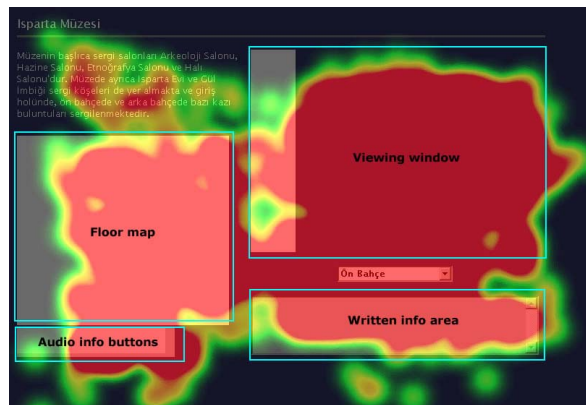 Isparta Müzesi
Müzenin başlıca sergi salonları Arkeoloji Salonu,
Hazine Salonu, Etnoğrafya Salonu ve Halı
Salonu'dur. Müzede ayrıca Isparta Evi ve Gül
İmbiği sergi köşeleri de yer almakta ve giriş
holünde, ön bahçede ve arka bahçede bazı kazı
buluntuları sergilenmektedir.
Viewing window
Floor map
Ön Bahçe
Written info area
Audio info buttons